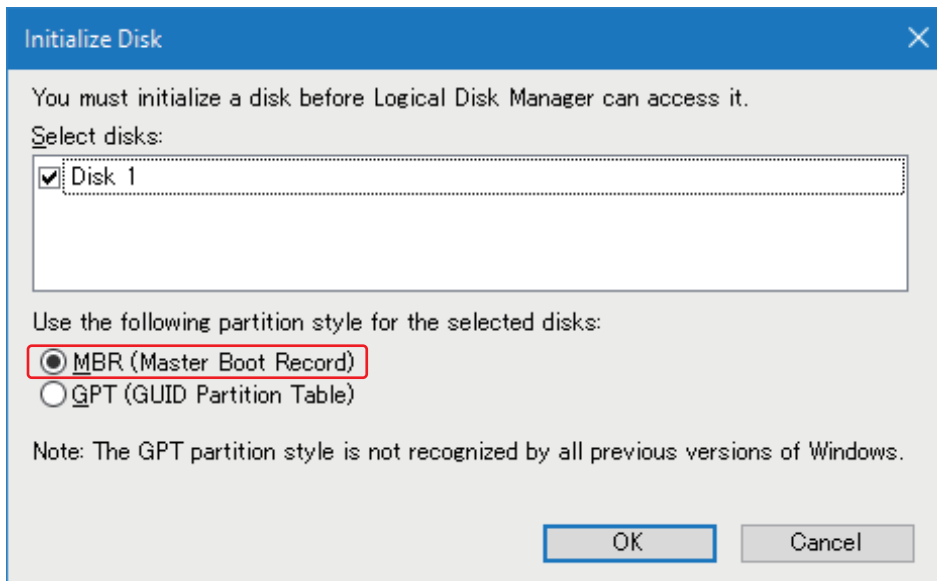 Initialize Disk
You must initialize a disk before Logical Disk Manager can access it.
Select disks:
Disk 1
Use the following partition style for the selected disks:
MBR (Master Boot Record)
GPT (GUID Partition Table)
Note: The GPT partition style is not recognized by all previous versions of Windows.
OK Cancel